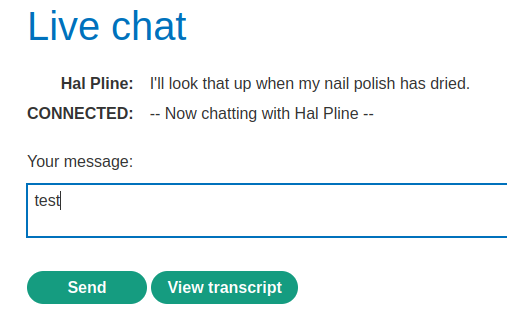 Live chat
Hal Pline: I'll look that up when my nail polish has dried.
CONNECTED: -- Now chatting with Hal Pline --
Your message:
test
Send View transcript